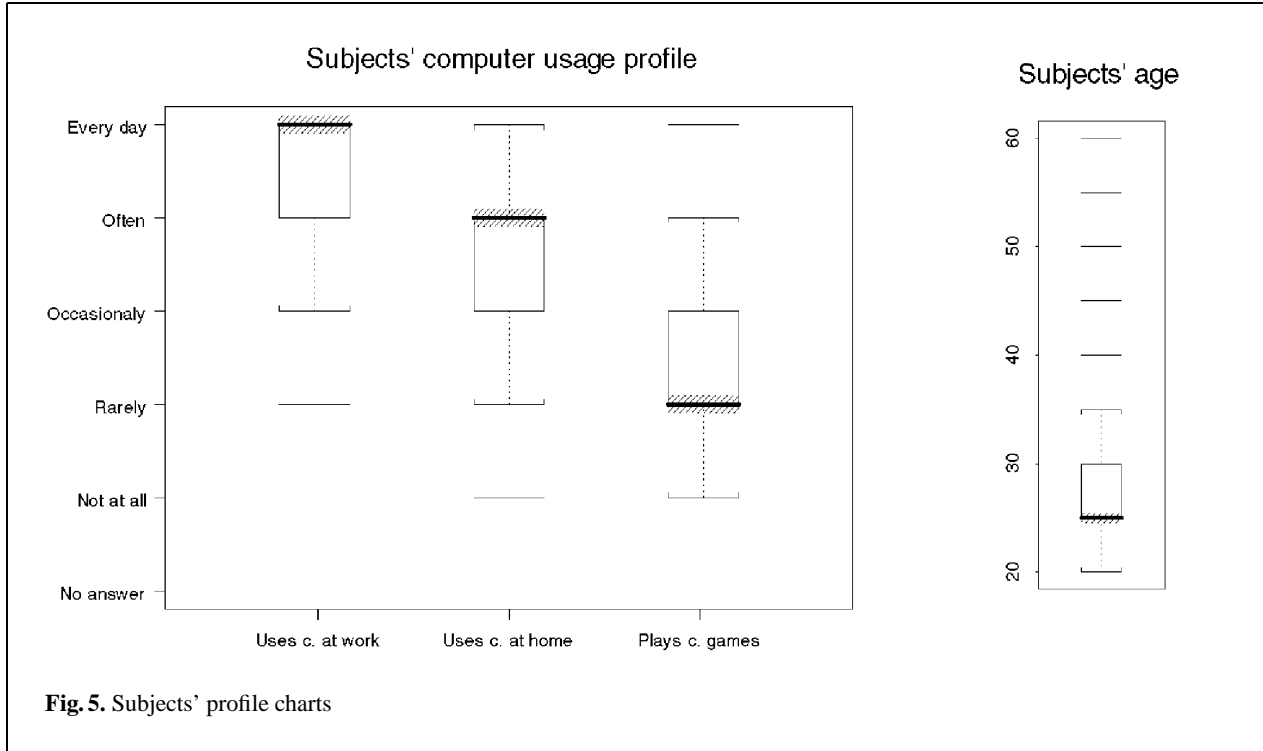 Subjects' computer usage profile
Every day
Often
Occasionaly
Rarely
Not at all
No answer
Uses c. at work
Uses c. at home
Plays c. games
Subjects' age
60
50
40
30
20
Fig. 5. Subjects' profile charts